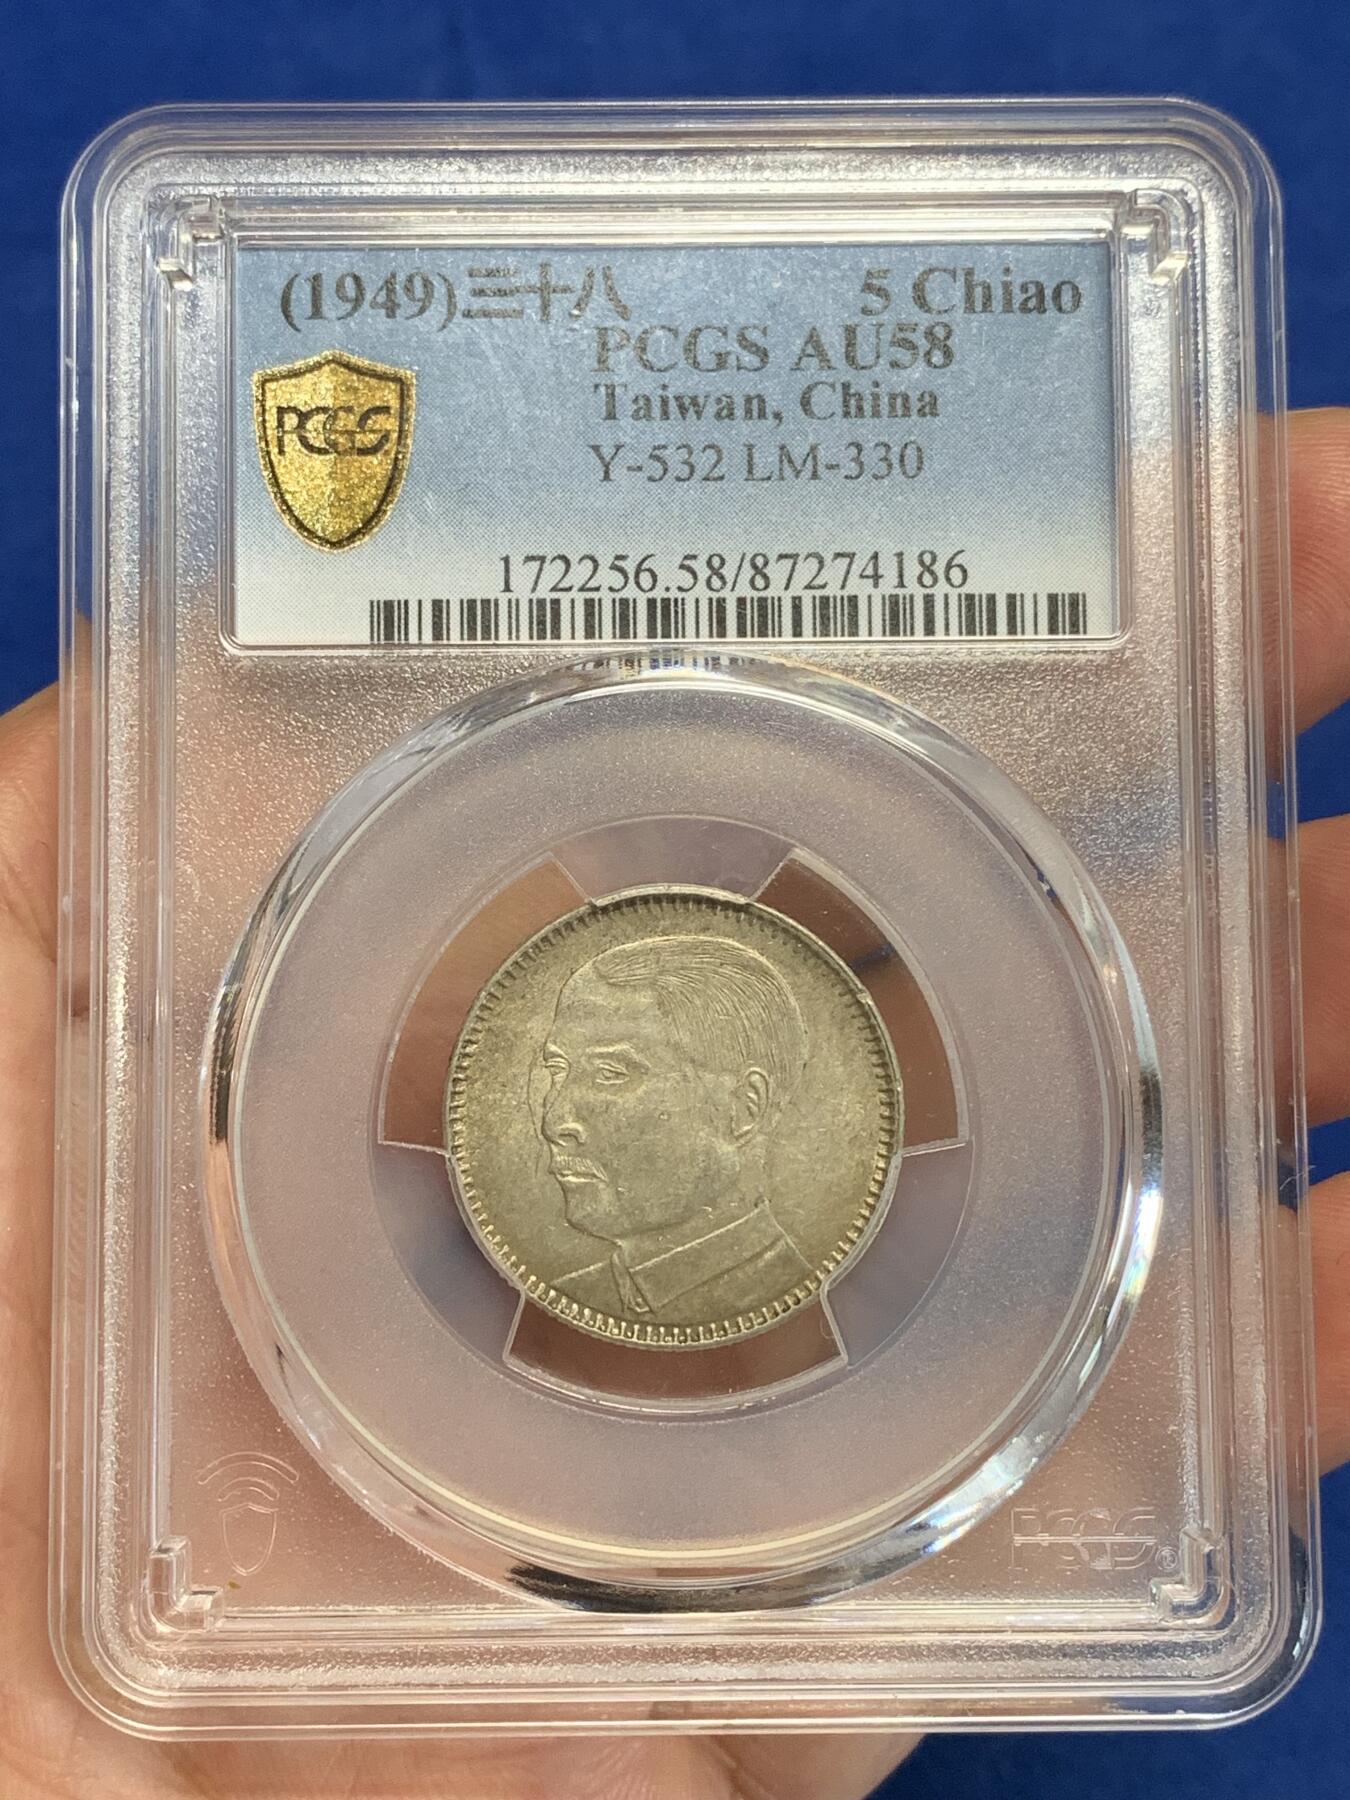 (1949)三十八 5 Chiao
PCGS AU58
Taiwan, China
Y-532 LM-330
PCGS
172256.58/87274186
PCGS®